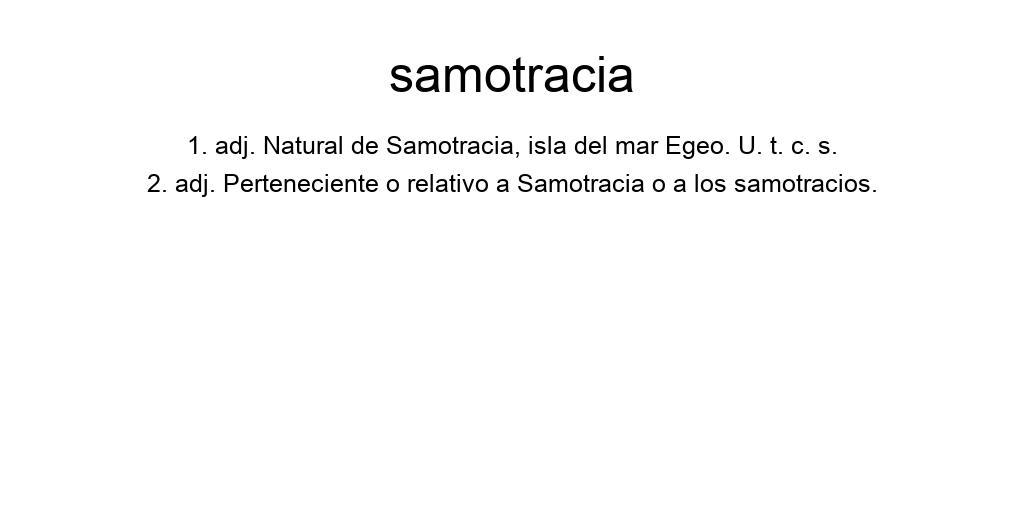 samotracia
1. adj. Natural de Samotracia, isla del mar Egeo. U. t. c. s.
2. adj. Perteneciente o relativo a Samotracia o a los samotracios.